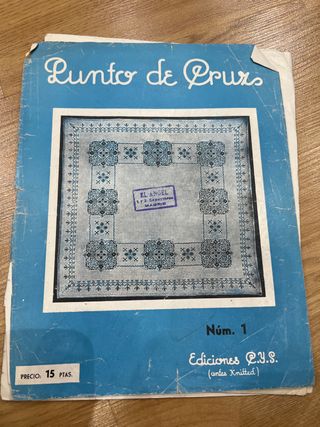 Punto de Cruz
EL ANGEL
MADRID
Núm. 1
Ediciones P.Y.S.
(antes Knitted)
PRECIO: 15 PTAS.